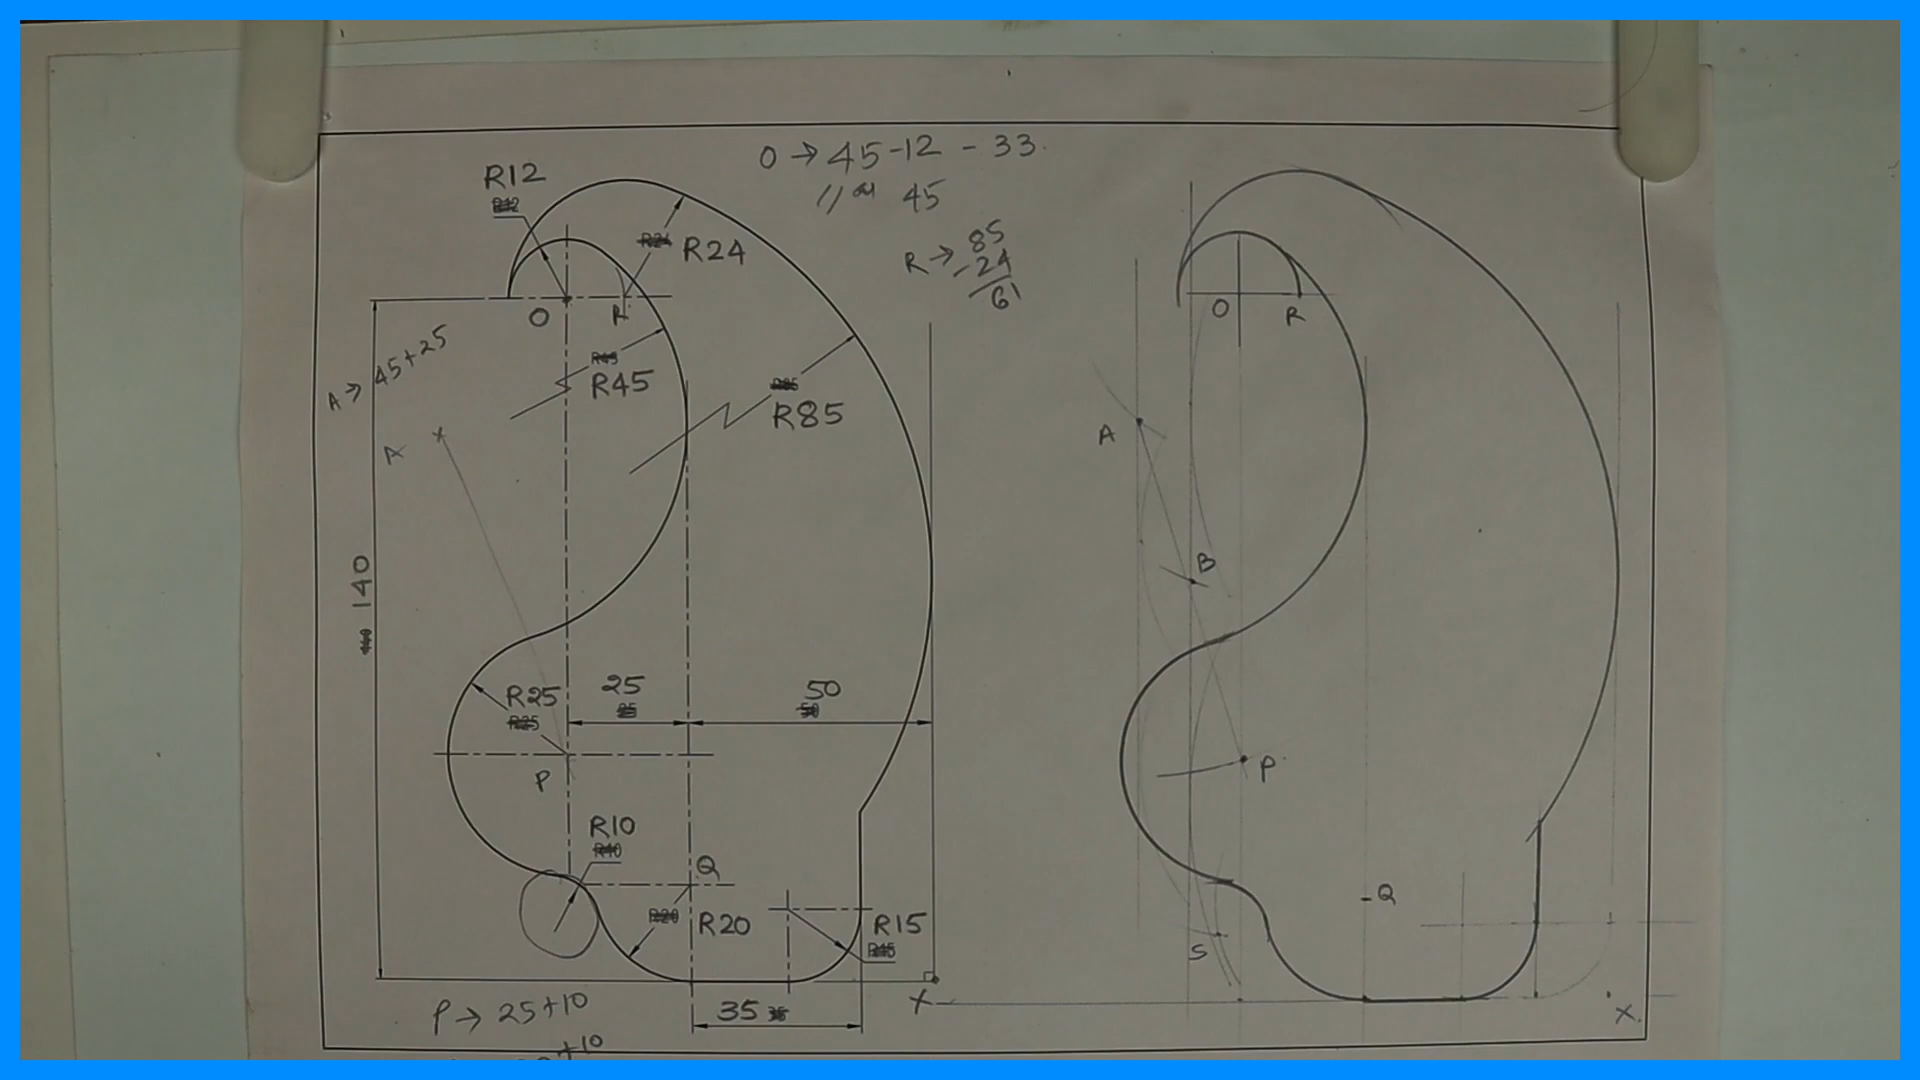 R12
O → 45-12 - 33
// 45
R → 85
-24
61
R24
O
R
A → 45+25
R45
R85
A
140
R25
25
50
P
R10
Q
R20
R15
35
X
P → 25+10
+10
O
R
A
B
P
Q
S
X